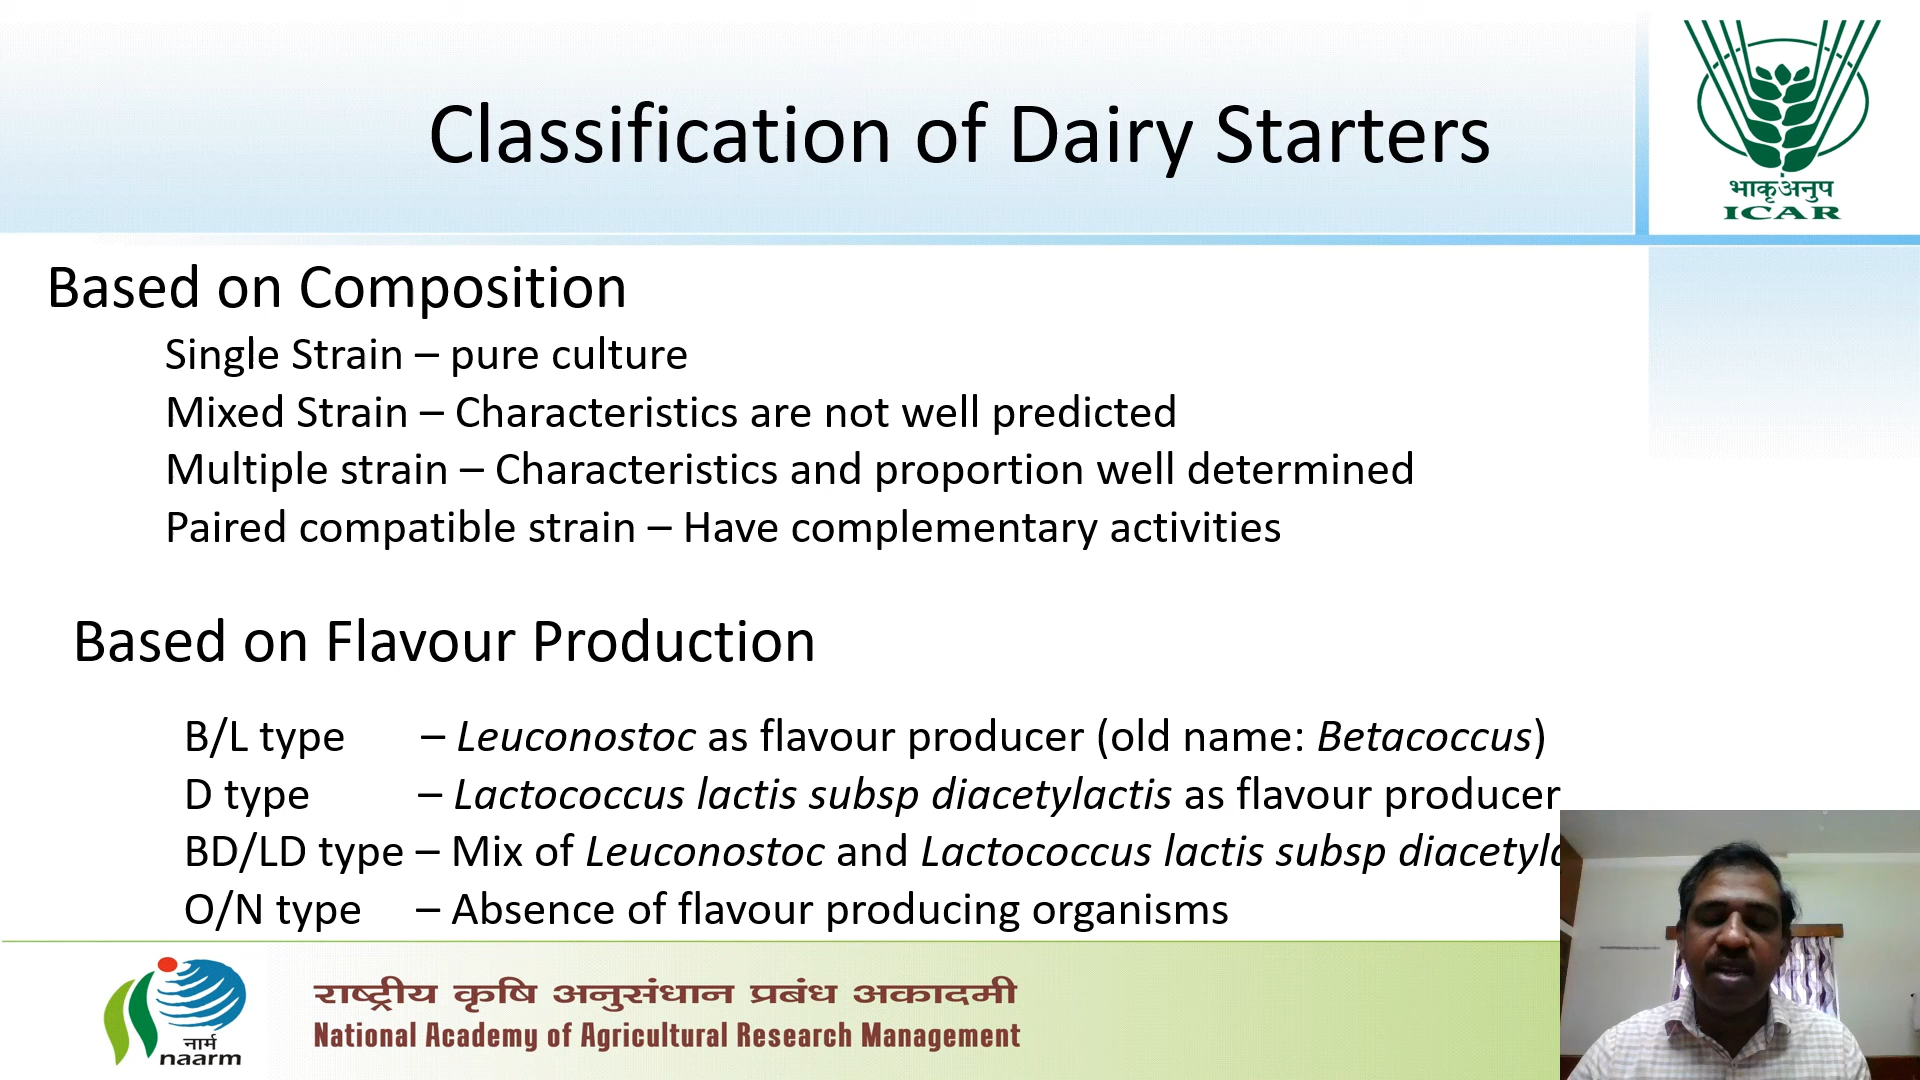 Classification of Dairy Starters
भाकृअनुप
ICAR
Based on Composition
Single Strain – pure culture
Mixed Strain – Characteristics are not well predicted
Multiple strain – Characteristics and proportion well determined
Paired compatible strain – Have complementary activities
Based on Flavour Production
B/L type – Leuconostoc as flavour producer (old name: Betacoccus)
D type – Lactococcus lactis subsp diacetylactis as flavour producer
BD/LD type – Mix of Leuconostoc and Lactococcus lactis subsp
O/N type – Absence of flavour producing organisms
नार्म
naarm
राष्ट्रीय कृषि अनुसंधान प्रबंध अकादमी
National Academy of Agricultural Research Management